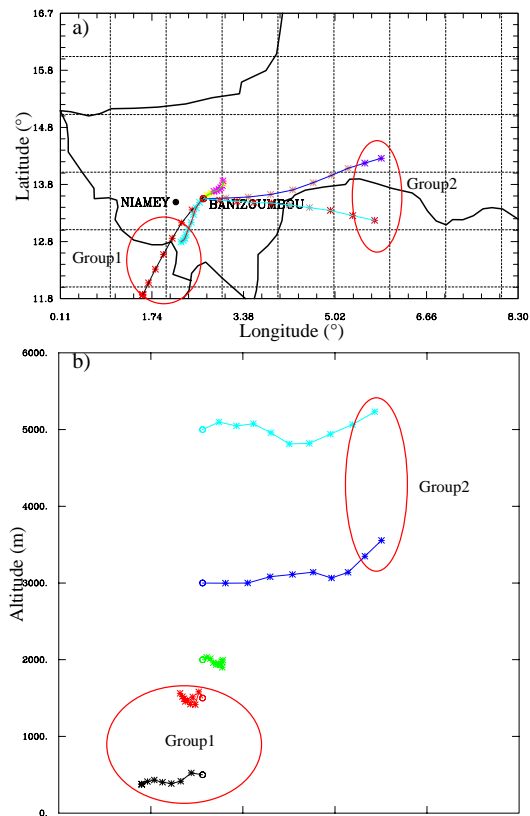 a)
16.7
15.8
14.8
13.8
12.8
11.8
Latitude (°)
NIAMEY
BANIZOUMBOU
Group1
Group2
0.11 1.74 3.38 5.02 6.66 8.30
Longitude (°)
b)
6000.
5000.
4000.
3000.
2000.
1000.
0.
Altitude (m)
Group2
Group1